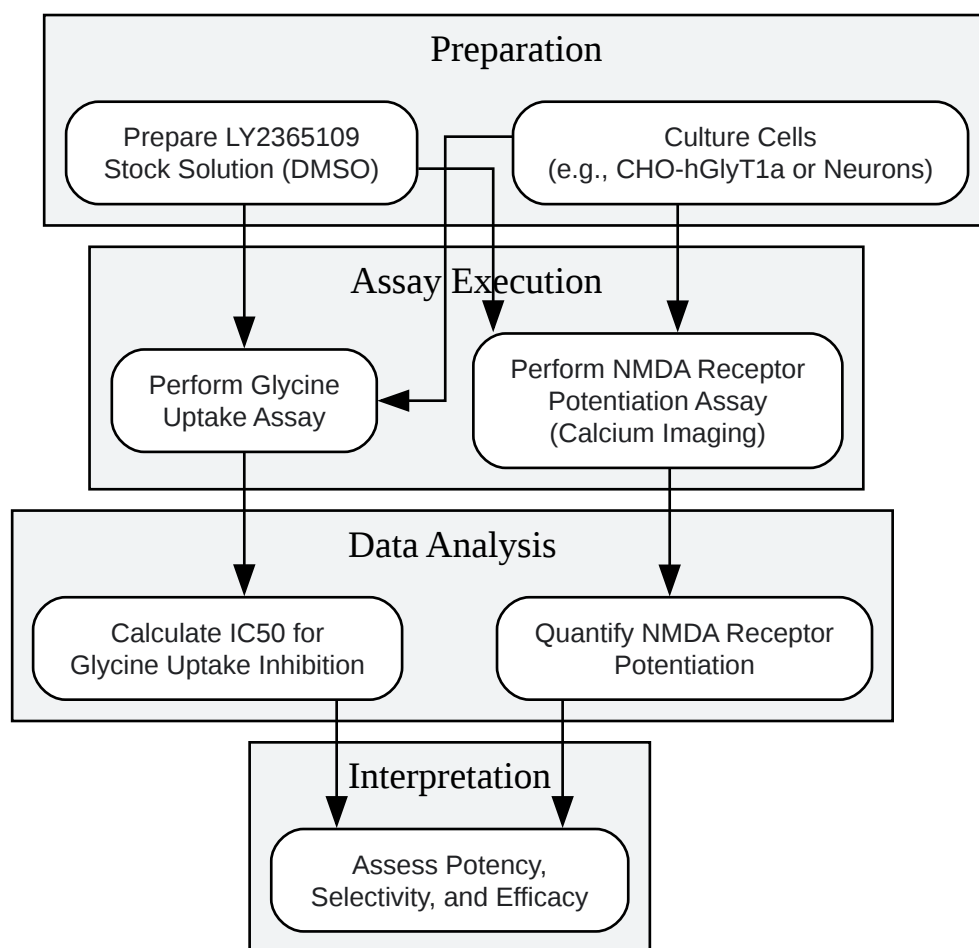 Preparation
Prepare LY2365109
Stock Solution (DMSO)
Culture Cells
(e.g., CHO-hGlyT1a or Neurons)
Assay Execution
Perform Glycine
Uptake Assay
Perform NMDA Receptor
Potentiation Assay
(Calcium Imaging)
Data Analysis
Calculate IC50 for
Glycine Uptake Inhibition
Quantify NMDA Receptor
Potentiation
Interpretation
Assess Potency,
Selectivity, and Efficacy